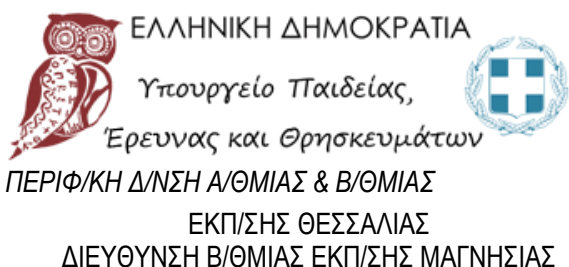 ΕΛΛΗΝΙΚΗ ΔΗΜΟΚΡΑΤΙΑ
Υπουργείο Παιδείας,
Έρευνας και Θρησκευμάτων
ΠΕΡΙΦ/ΚΗ Δ/ΝΣΗ Α/ΘΜΙΑΣ & Β/ΘΜΙΑΣ
ΕΚΠ/ΣΗΣ ΘΕΣΣΑΛΙΑΣ
ΔΙΕΥΘΥΝΣΗ Β/ΘΜΙΑΣ ΕΚΠ/ΣΗΣ ΜΑΓΝΗΣΙΑΣ